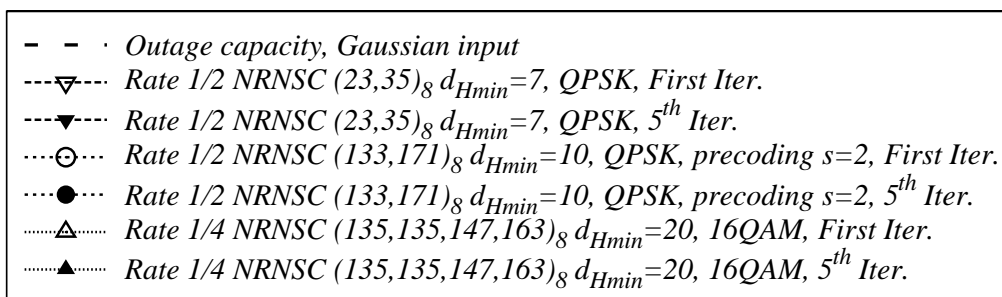 Outage capacity, Gaussian input
Rate 1/2 NRNSC (23,35)8 dHmin=7, QPSK, First Iter.
Rate 1/2 NRNSC (23,35)8 dHmin=7, QPSK, 5th Iter.
Rate 1/2 NRNSC (133,171)8 dHmin=10, QPSK, precoding s=2, First Iter.
Rate 1/2 NRNSC (133,171)8 dHmin=10, QPSK, precoding s=2, 5th Iter.
Rate 1/4 NRNSC (135,135,147,163)8 dHmin=20, 16QAM, First Iter.
Rate 1/4 NRNSC (135,135,147,163)8 dHmin=20, 16QAM, 5th Iter.